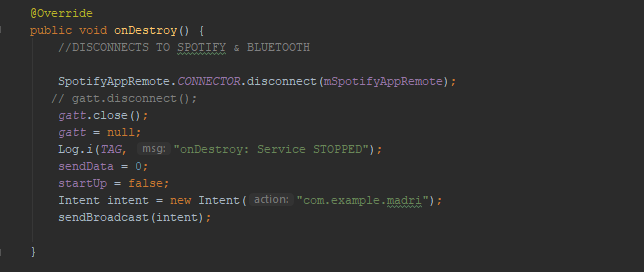 @Override
public void onDestroy() {
//DISCONNECTS TO SPOTIFY & BLUETOOTH
SpotifyAppRemote.CONNECTOR.disconnect(mSpotifyAppRemote);
// gatt.disconnect();
gatt.close();
gatt = null;
Log.i(TAG, msg: "onDestroy: Service STOPPED");
sendData = 0;
startUp = false;
Intent intent = new Intent( action: "com.example.madri");
sendBroadcast(intent);
}